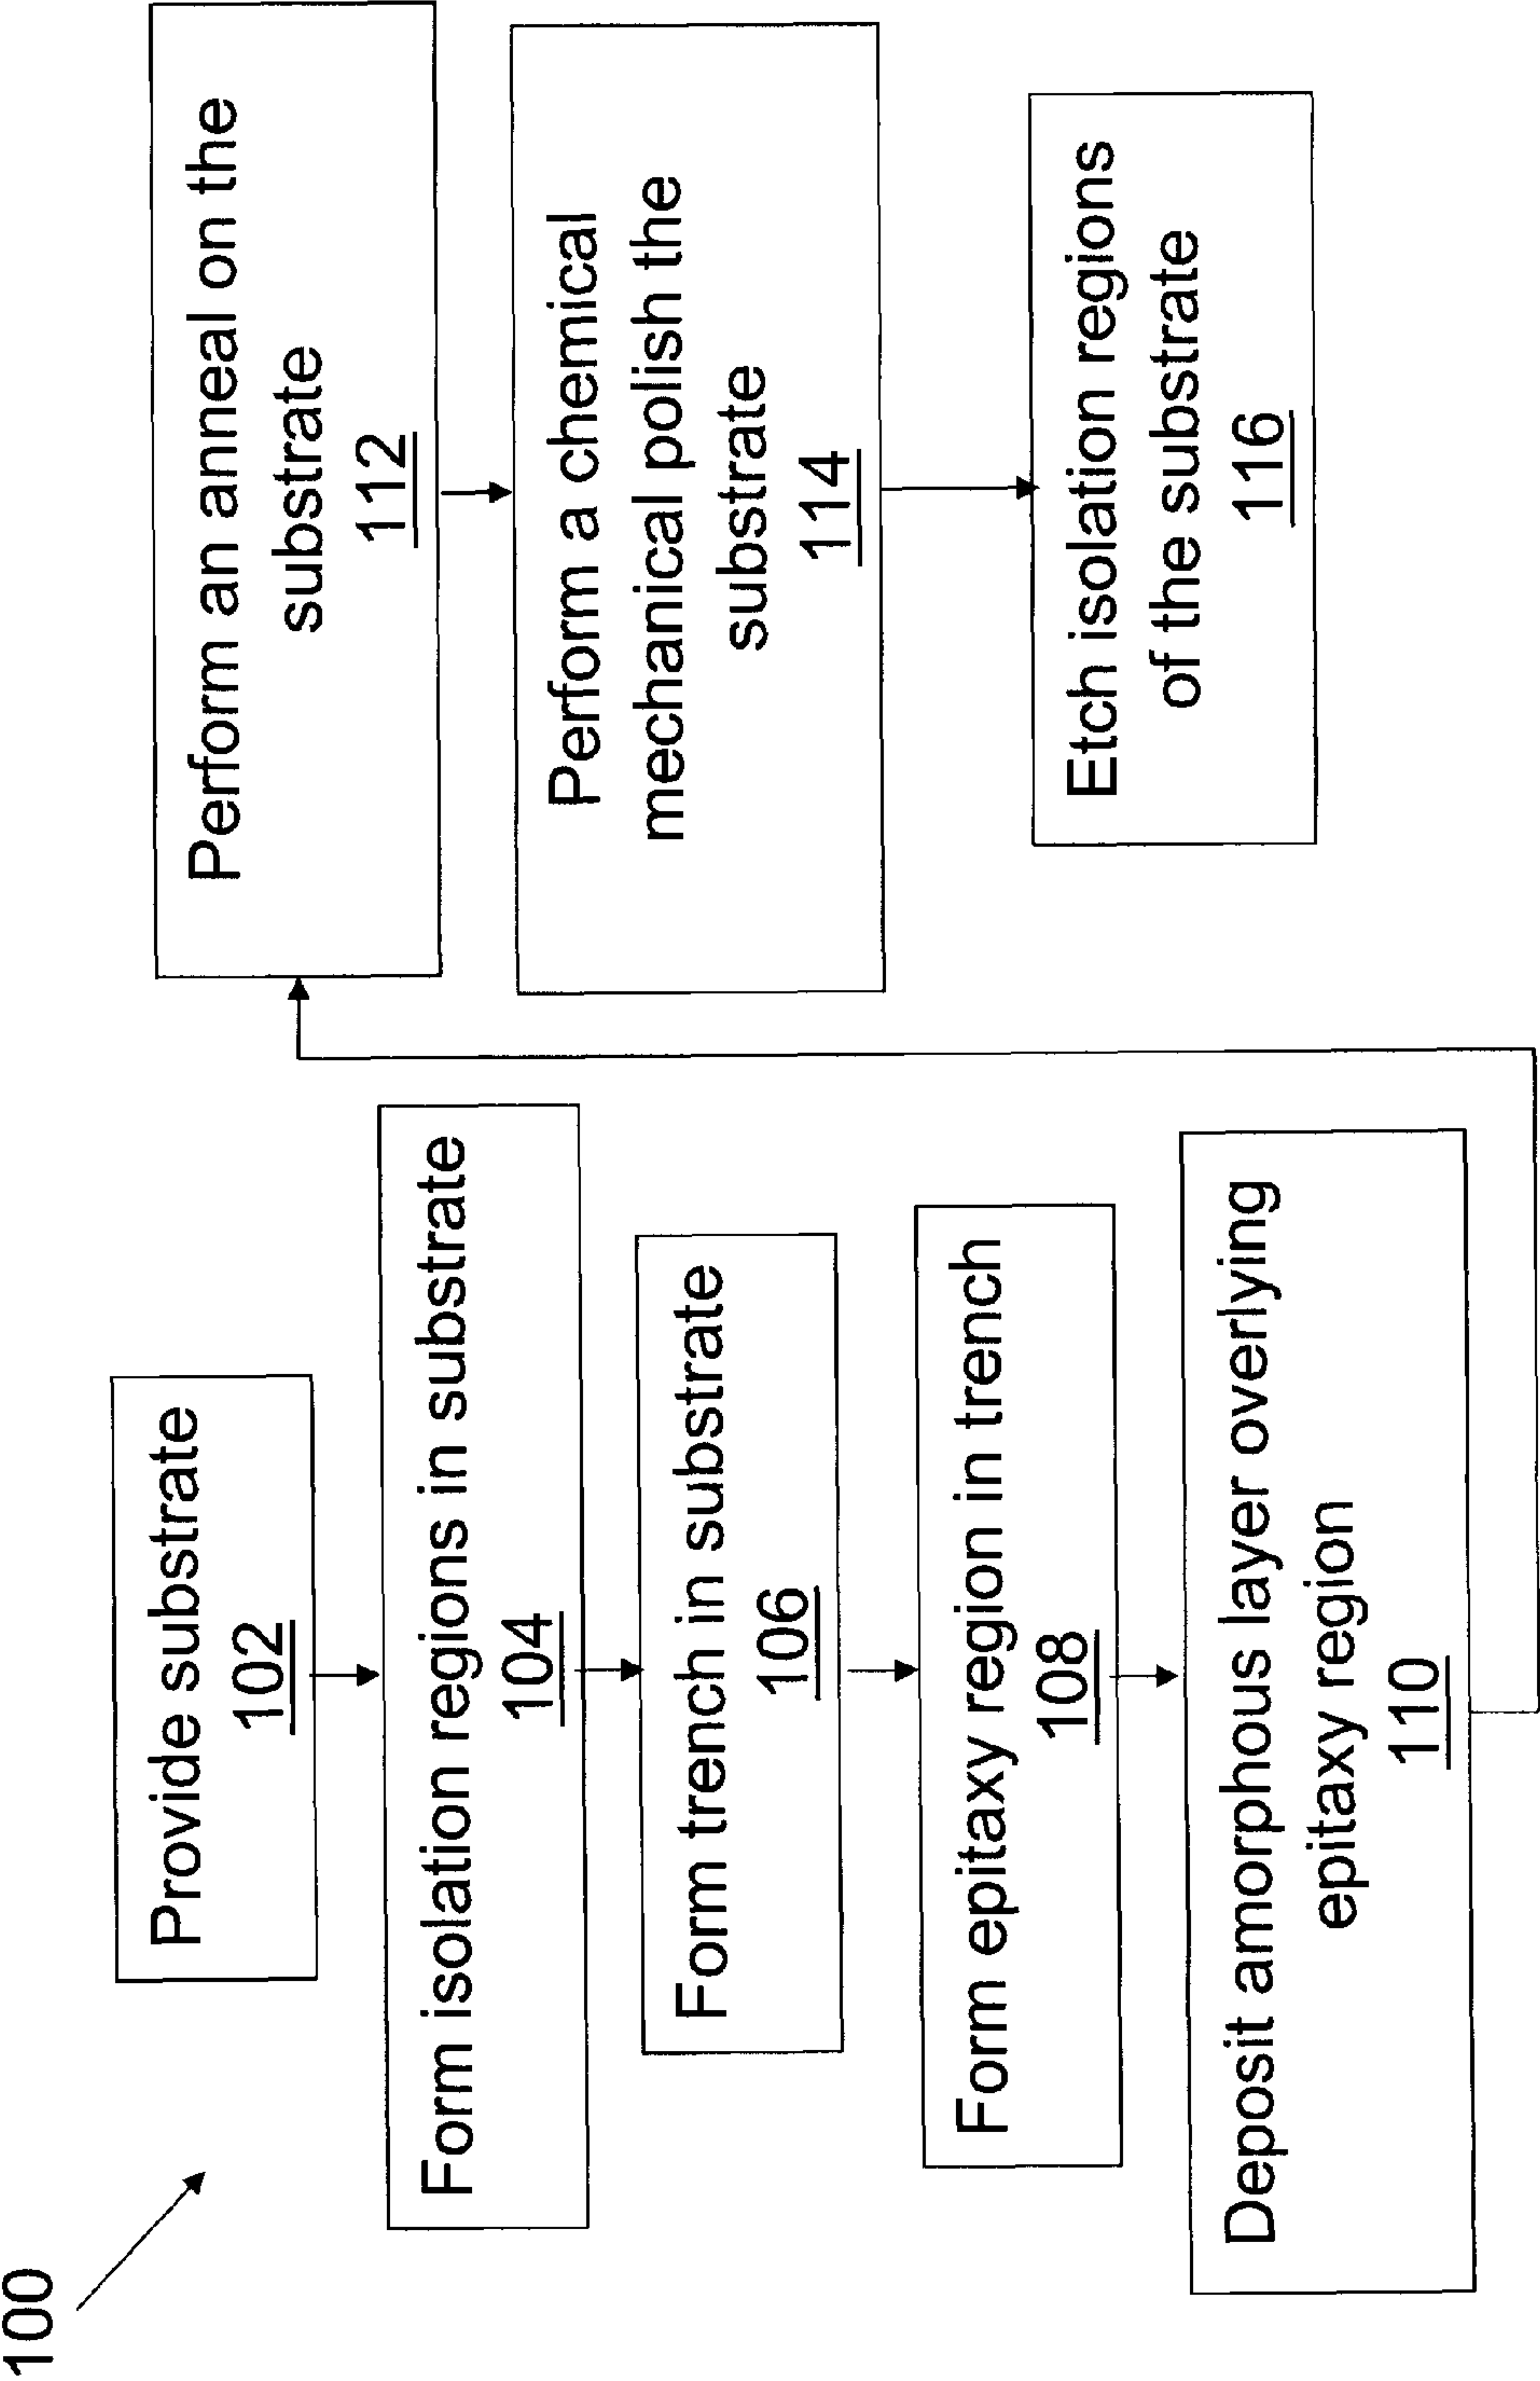 100
Provide substrate
102
Form isolation regions in substrate
104
Form trench in substrate
106
Form epitaxy region in trench
108
Deposit amorphous layer overlying
epitaxy region
110
Perform an anneal on the
substrate
112
Perform a chemical
mechanical polish the
substrate
114
Etch isolation regions
of the substrate
116